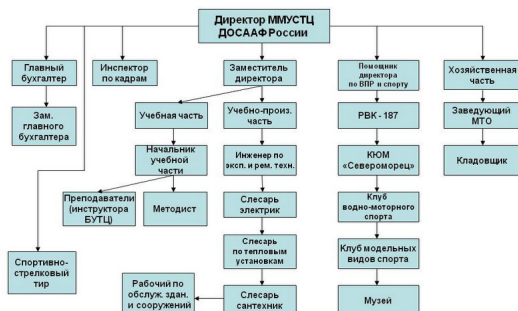 Директор ММУСТЦ
ДОСААФ России
Главный
бухгалтер
Инспектор
по кадрам
Заместитель
директора
Помощник
директора
по ВПР и спорту
Хозяйственная
часть
Зам.
главного
бухгалтера
Учебная часть
Учебно-произ.
часть
РВК - 187
Заведующий
МТО
Начальник
учебной
части
Инженер по
эксп. и рем. техн.
КЮМ
«Североморец»
Кладовщик
Преподаватели
(инструктора
БУТЦ)
Методист
Слесарь
электрик
Клуб
водно-моторного
спорта
Спортивно-
стрелковый
тир
Слесарь
по тепловым
установкам
Клуб модельных
видов спорта
Рабочий по
обслуж. здан.
и сооружений
Слесарь
сантехник
Музей